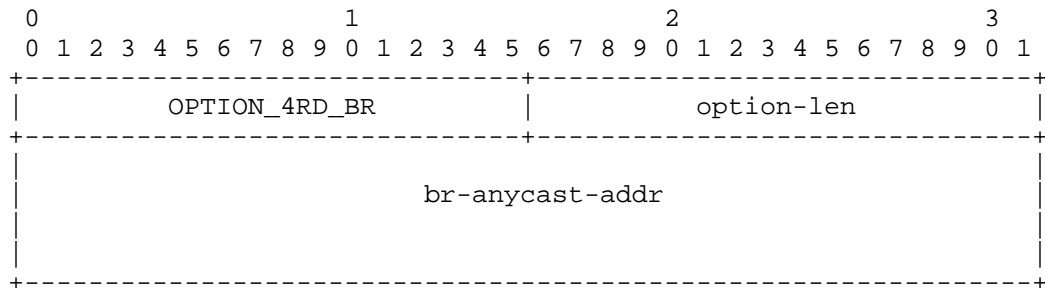 0                   1                   2                   3
 0 1 2 3 4 5 6 7 8 9 0 1 2 3 4 5 6 7 8 9 0 1 2 3 4 5 6 7 8 9 0 1
+-------------------------------+-------------------------------+
|         OPTION_4RD_BR         |          option-len           |
+-------------------------------+-------------------------------+
|                                                               |
|                         br-anycast-addr                       |
|                                                               |
|                                                               |
+---------------------------------------------------------------+